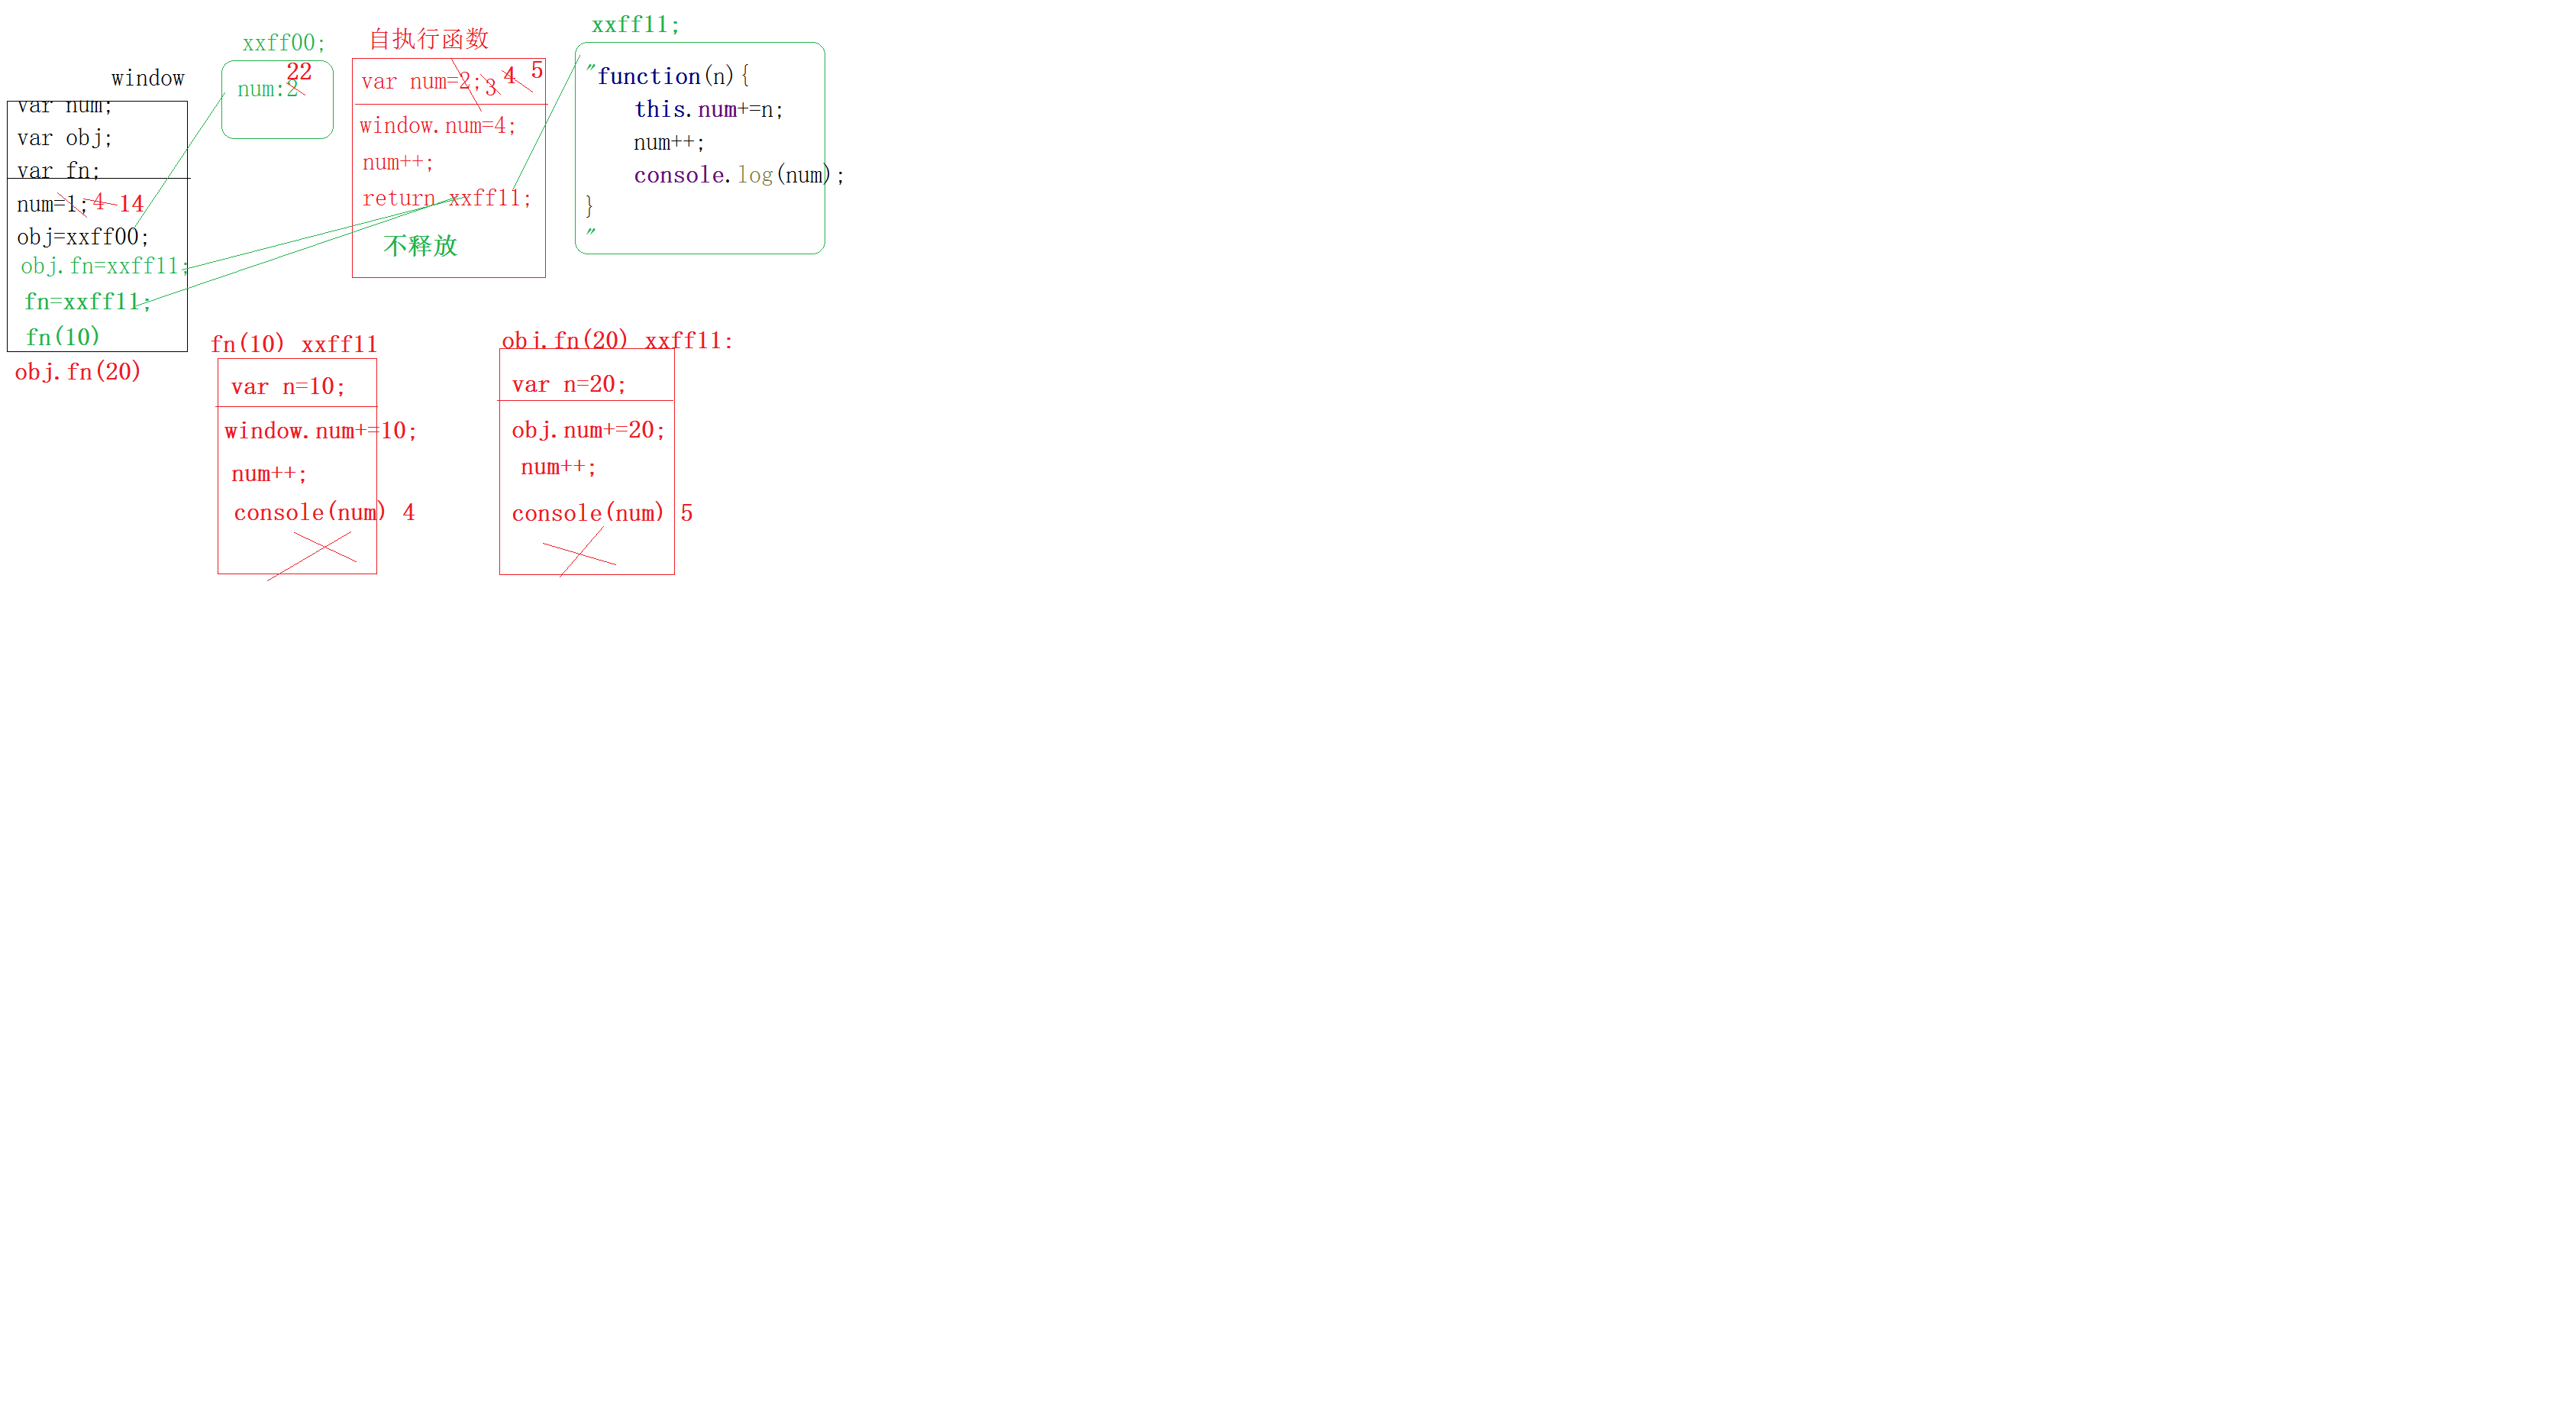 window
var num;
var obj;
var fn;
num=1; 4 14
obj=xxff00;
obj.fn=xxff11;
fn=xxff11;
fn(10)
obj.fn(20)
xxff00;
num:2 22
自执行函数
var num=2; 3 4 5
window.num=4;
num++;
return xxff11;
不释放
xxff11;
"function(n){
this.num+=n;
num++;
console.log(num);
}
"
fn(10) xxff11
var n=10;
window.num+=10;
num++;
console(num) 4
obj.fn(20) xxff11:
var n=20;
obj.num+=20;
num++;
console(num) 5